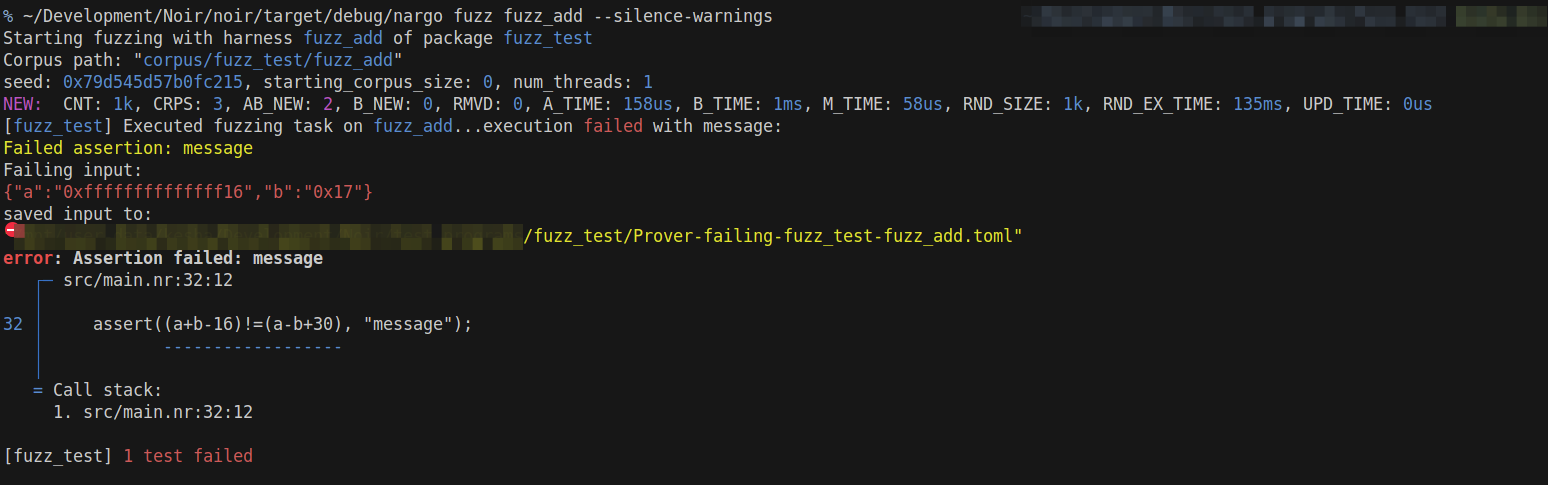 % ~/Development/Noir/noir/target/debug/nargo fuzz fuzz_add --silence-warnings
Starting fuzzing with harness fuzz_add of package fuzz_test
Corpus path: "corpus/fuzz_test/fuzz_add"
seed: 0x79d545d57b0fc215, starting_corpus_size: 0, num_threads: 1
NEW:  CNT: 1k, CRPS: 3, AB_NEW: 2, B_NEW: 0, RMVD: 0, A_TIME: 158us, B_TIME: 1ms, M_TIME: 58us, RND_SIZE: 1k, RND_EX_TIME: 135ms, UPD_TIME: 0us
[fuzz_test] Executed fuzzing task on fuzz_add...execution failed with message:
Failed assertion: message
Failing input:
{"a":"0xffffffffffffff16","b":"0x17"}
saved input to:
/fuzz_test/Prover-failing-fuzz_test-fuzz_add.toml"
error: Assertion failed: message
src/main.nr:32:12
32 │ assert((a+b-16)!=(a-b+30), "message");
------------------
= Call stack:
1. src/main.nr:32:12
[fuzz_test] 1 test failed